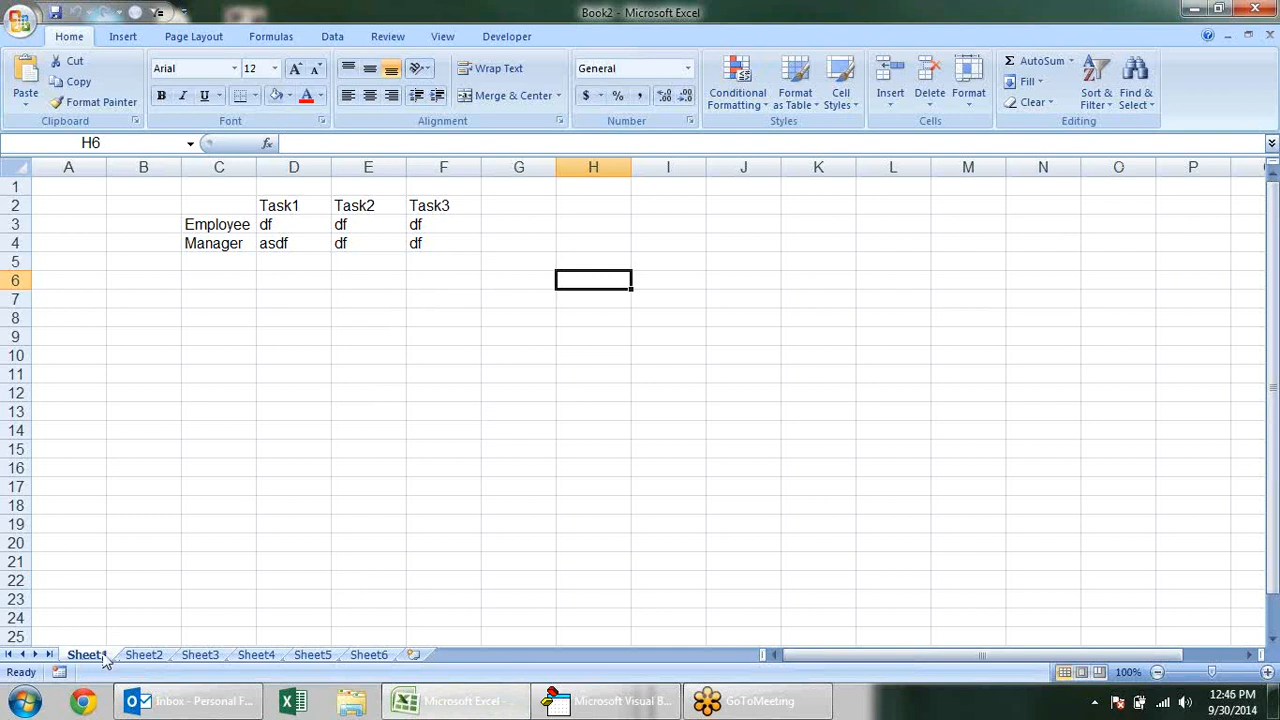 Book2 - Microsoft Excel
Home Insert Page Layout Formulas Data Review View Developer
Paste
Cut
Copy
Format Painter
Clipboard
Arial 12
B I U
Font
Wrap Text
Merge & Center
Alignment
General
$ % ,
Number
Conditional Formatting
Format as Table
Cell Styles
Styles
Insert Delete Format
Cells
Σ AutoSum
Fill
Clear
Sort & Filter
Find & Select
Editing
H6 fx
A B C D E F G H I J K L M N O P
1
2 Task1 Task2 Task3
3 Employee df df df
4 Manager asdf df df
5
6
7
8
9
10
11
12
13
14
15
16
17
18
19
20
21
22
23
24
25
Sheet1 Sheet2 Sheet3 Sheet4 Sheet5 Sheet6
Ready 100%
Inbox - Personal F... Microsoft Excel Microsoft Visual B... GoToMeeting
12:46 PM
9/30/2014